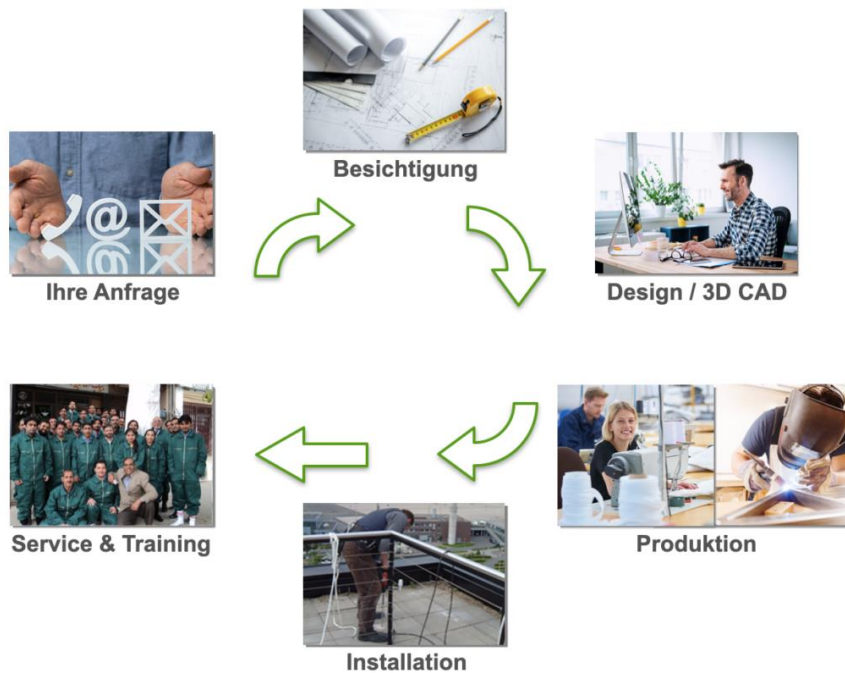 Besichtigung
Ihre Anfrage
Design / 3D CAD
Service & Training
Produktion
Installation